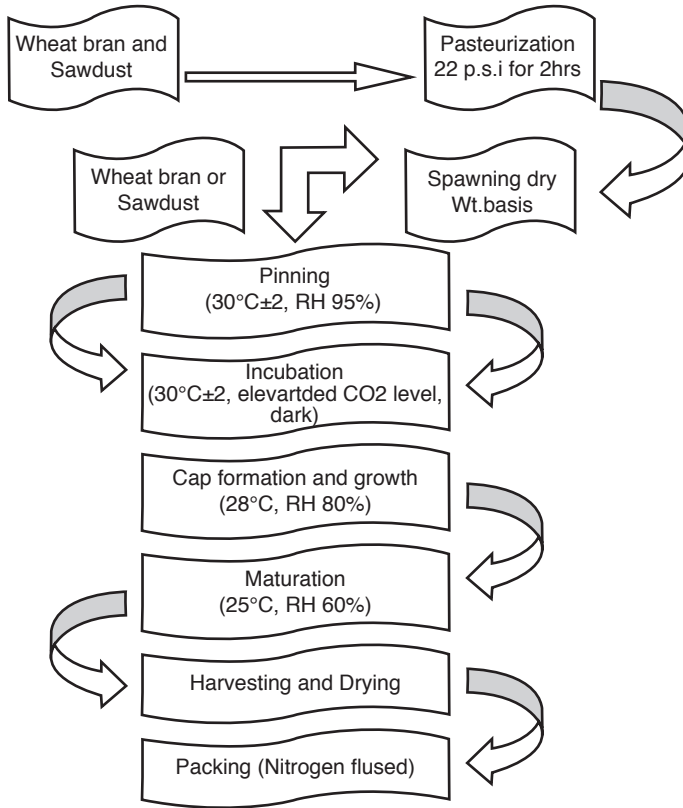 Wheat bran and
Sawdust
Pasteurization
22 p.s.i for 2hrs
Wheat bran or
Sawdust
Spawning dry
Wt.basis
Pinning
(30°C±2, RH 95%)
Incubation
(30°C±2, elevartded CO2 level,
dark)
Cap formation and growth
(28°C, RH 80%)
Maturation
(25°C, RH 60%)
Harvesting and Drying
Packing (Nitrogen flused)